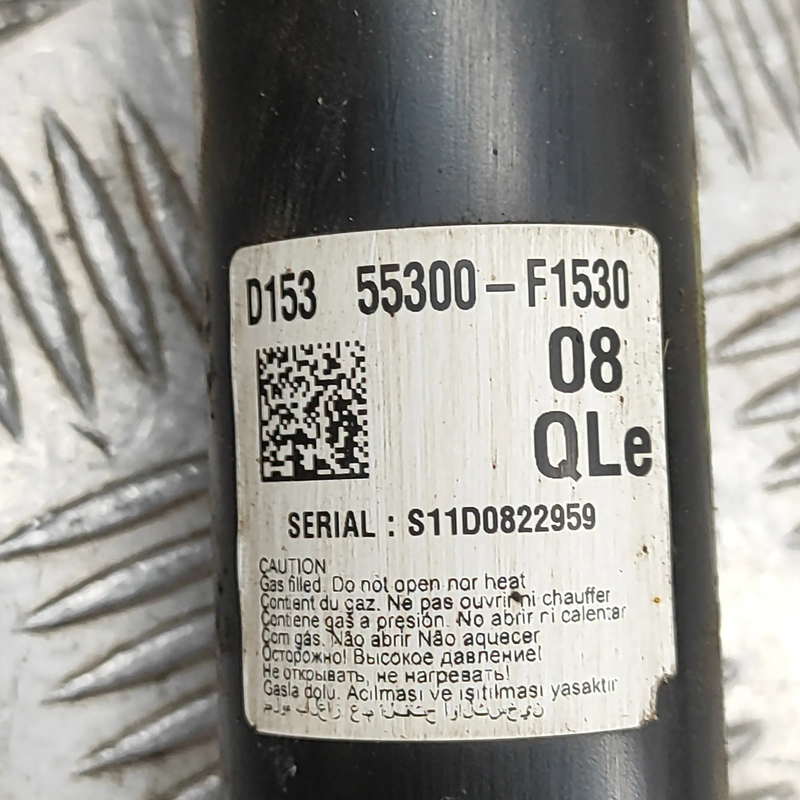 D153 55300-F1530
08
QLe
SERIAL : S11D0822959
CAUTION
Gas filled. Do not open nor heat
Contient du gaz. Ne pas ouvrir ni chauffer
Contiene gas a presión. No abrir ni calentar
Com gás. Não abrir Não aquecer
Осторожно! Высокое давление!
Не открывать, не нагревать!
Gasla dolu. Acılması ve ısıtılması yasaktır